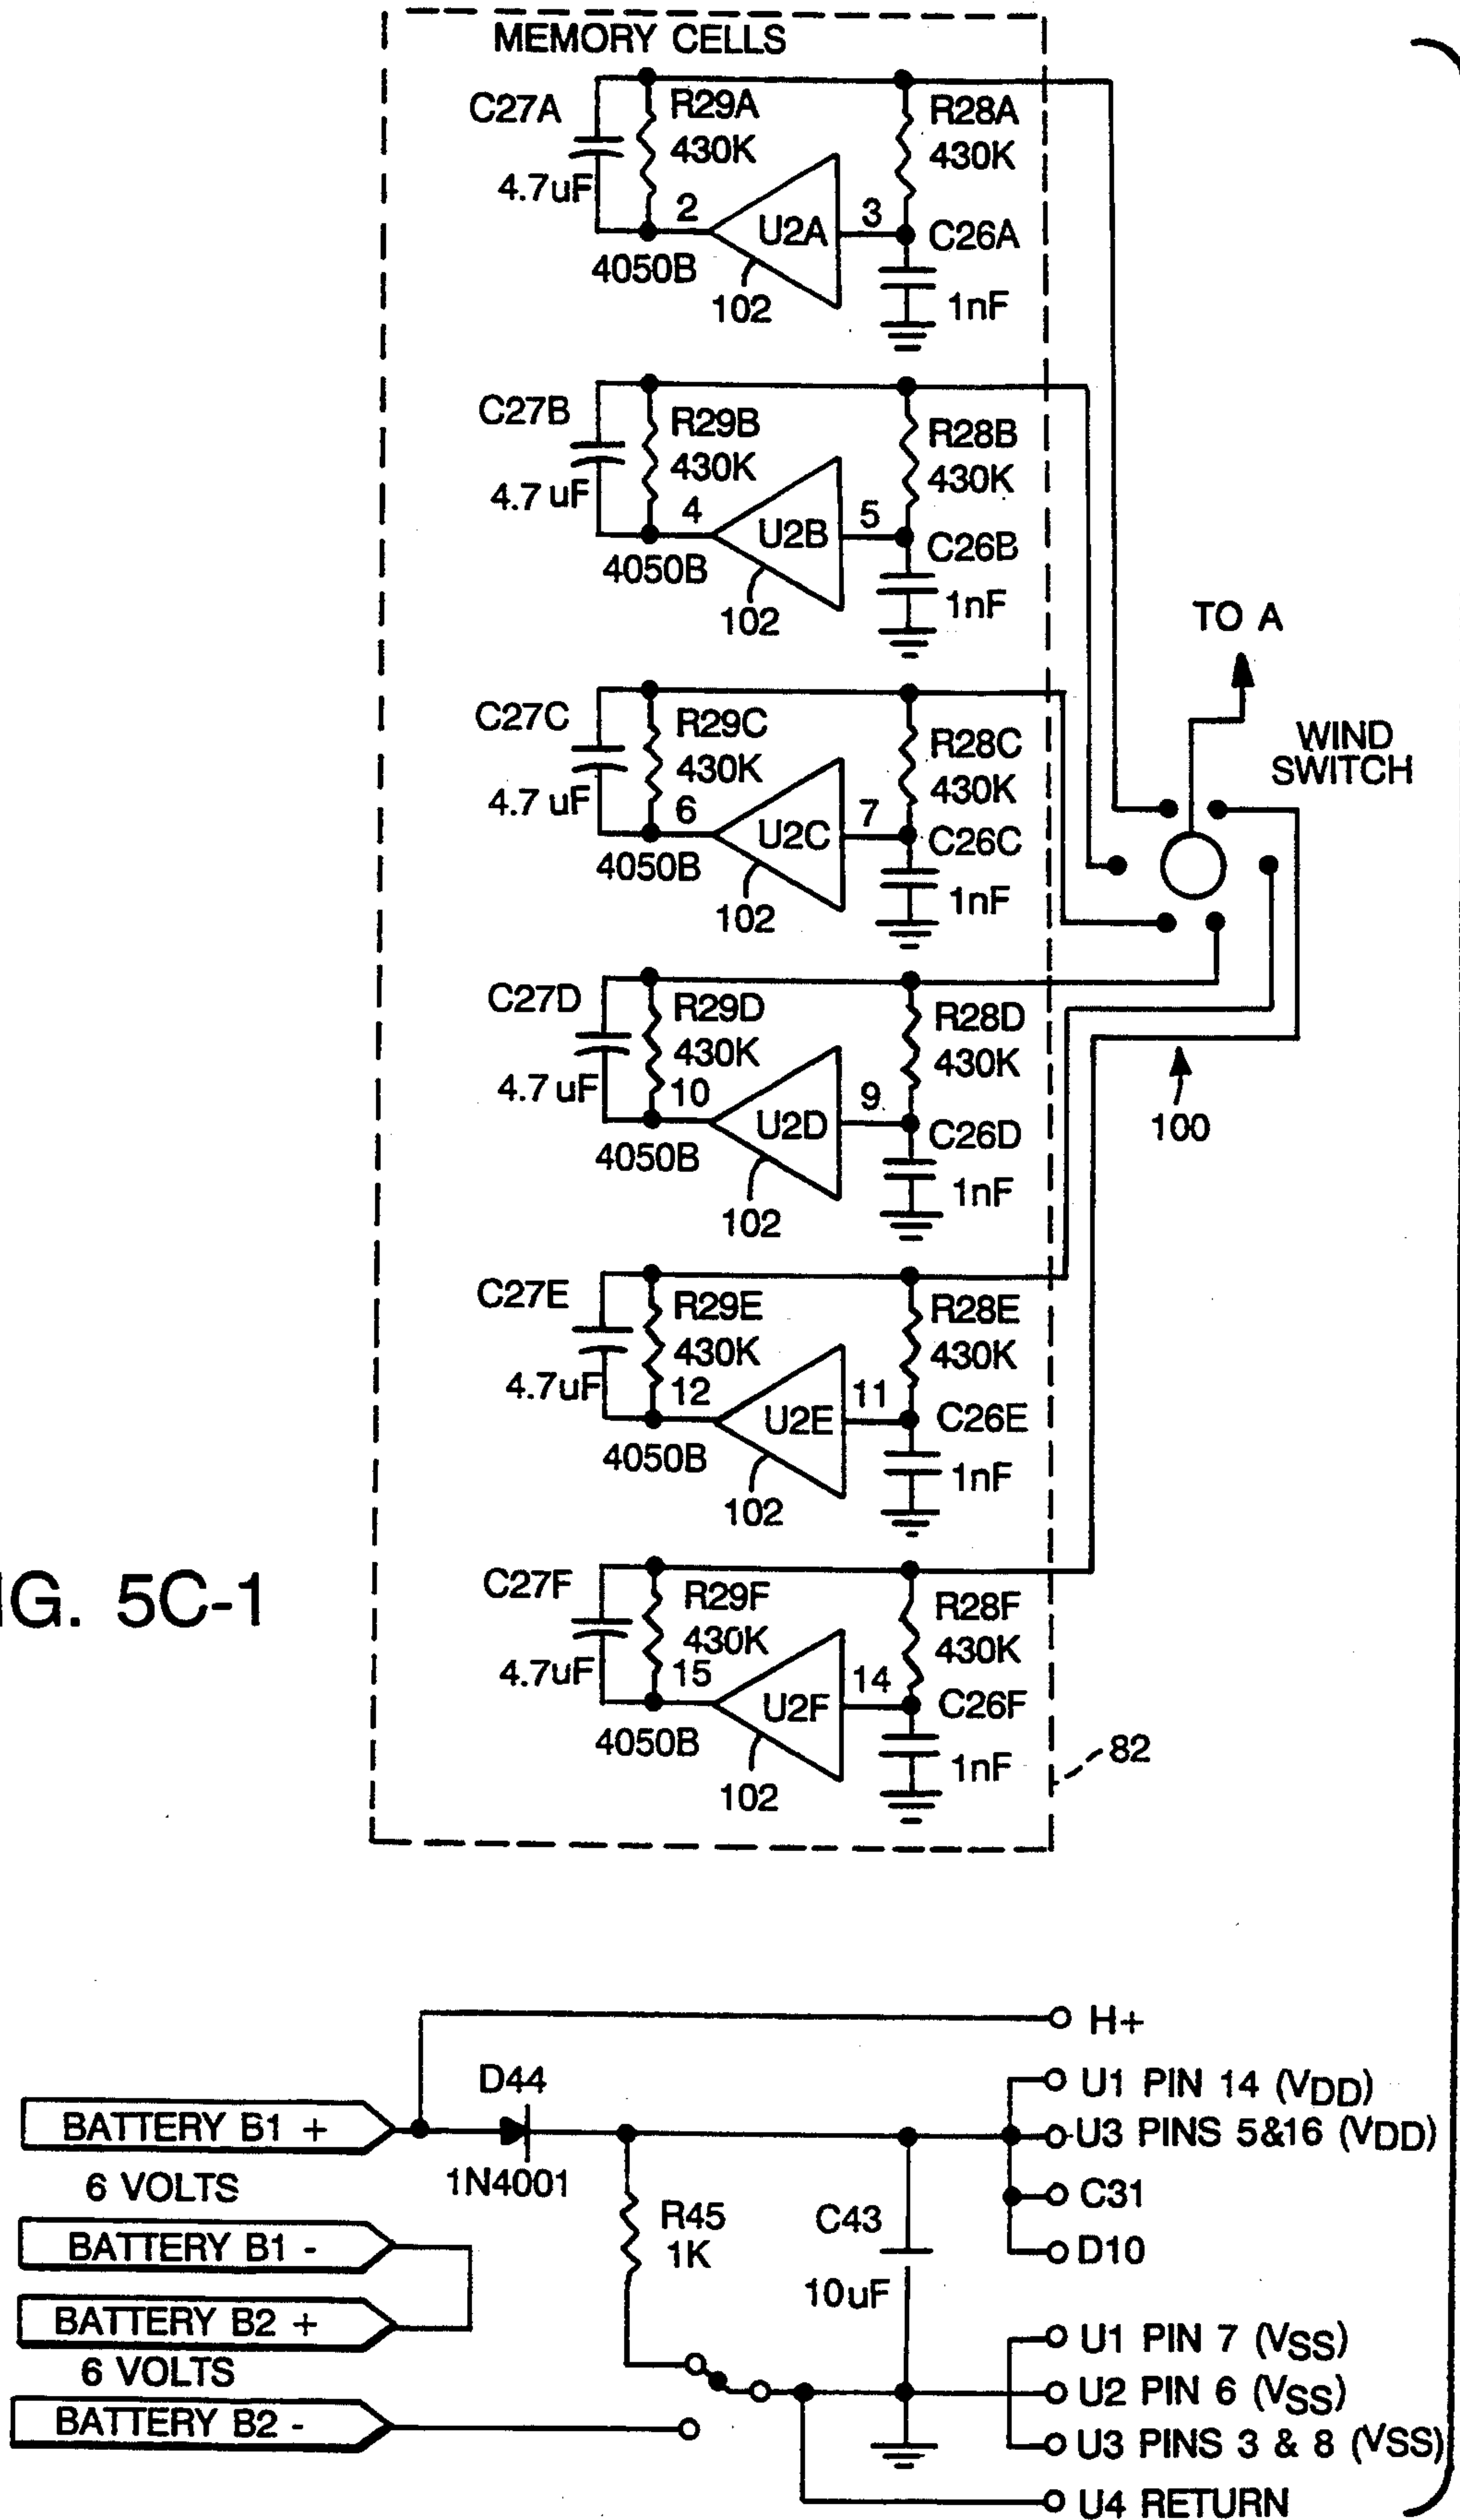 MEMORY CELLS
C27A
4.7uF
R29A
430K
R28A
430K
2
U2A
3
C26A
4050B
102
1nF
C27B
4.7 uF
R29B
430K
R28B
430K
4
U2B
5
C26B
4050B
102
1nF
TO A
WIND
SWITCH
C27C
4.7 uF
R29C
430K
R28C
430K
6
U2C
7
C26C
4050B
102
1nF
C27D
4.7 uF
R29D
430K
R28D
430K
10
U2D
9
C26D
4050B
102
1nF
100
C27E
4.7uF
R29E
430K
R28E
430K
12
U2E
11
C26E
4050B
102
1nF
C27F
4.7uF
R29F
430K
R28F
430K
15
U2F
14
C26F
4050B
102
1nF
82
IG. 5C-1
H+
D44
1N4001
U1 PIN 14 (VDD)
BATTERY B1 +
U3 PINS 5&16 (VDD)
6 VOLTS
C31
R45
1K
C43
10uF
BATTERY B1 -
D10
BATTERY B2 +
U1 PIN 7 (VSS)
6 VOLTS
U2 PIN 6 (VSS)
BATTERY B2 -
U3 PINS 3 & 8 (VSS)
U4 RETURN